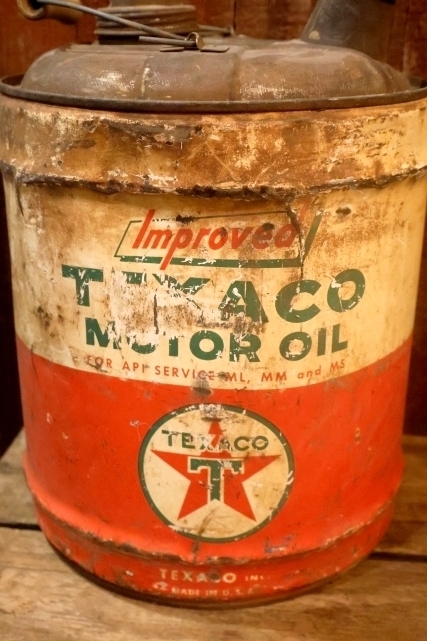 Improved
TEXACO
MOTOR OIL
FOR API SERVICE ML, MM and MS
TEXACO
T
TEXACO INC.
MADE IN U.S.A.